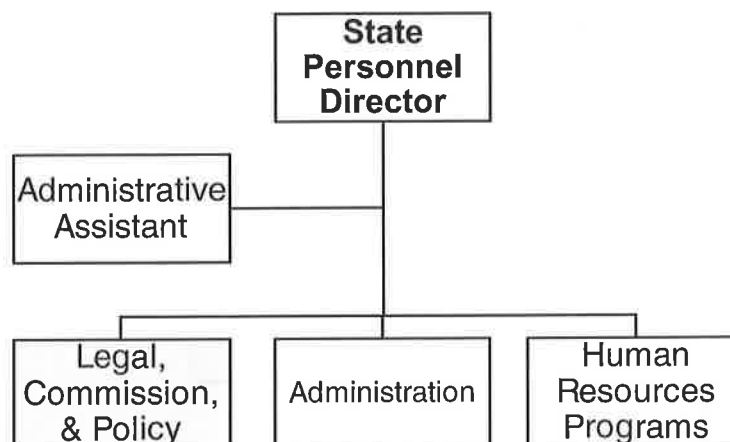 State
Personnel
Director
Administrative
Assistant
Legal,
Commission,
& Policy
Administration
Human
Resources
Programs